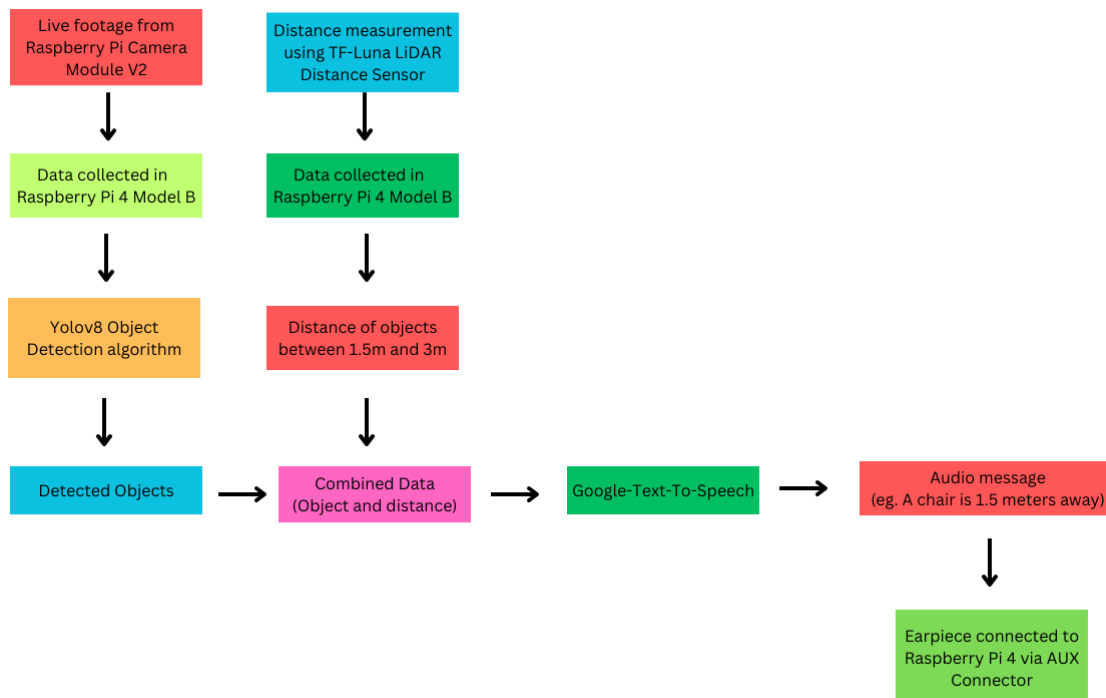 Live footage from
Raspberry Pi Camera
Module V2
Distance measurement
using TF-Luna LiDAR
Distance Sensor
Data collected in
Raspberry Pi 4 Model B
Data collected in
Raspberry Pi 4 Model B
Yolov8 Object
Detection algorithm
Distance of objects
between 1.5m and 3m
Detected Objects
Combined Data
(Object and distance)
Google-Text-To-Speech
Audio message
(eg. A chair is 1.5 meters away)
Earpiece connected to
Raspberry Pi 4 via AUX
Connector